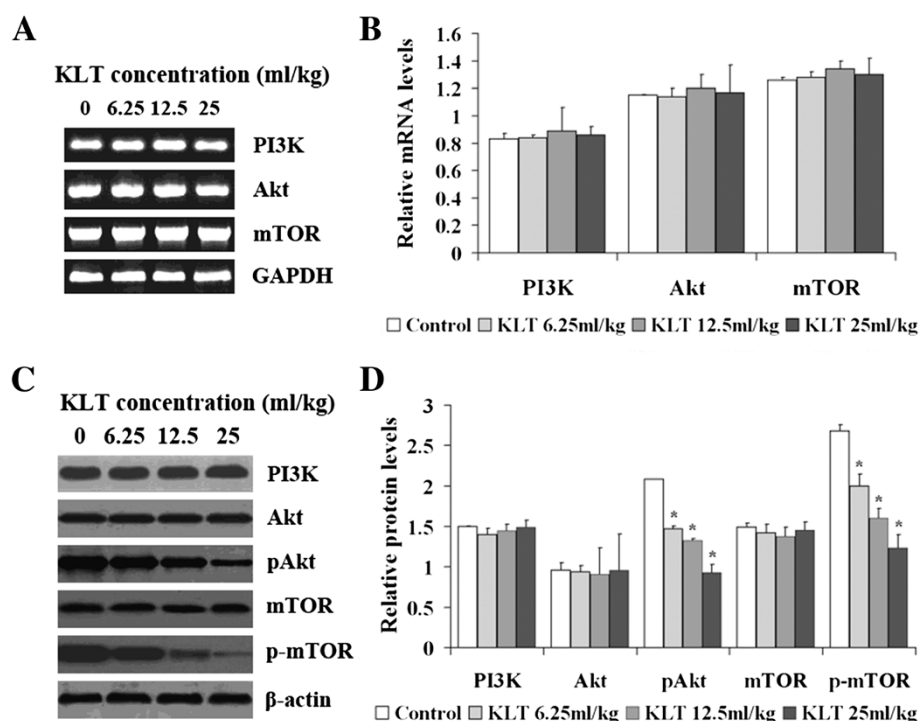 A
KLT concentration (ml/kg)
0 6.25 12.5 25
PI3K
Akt
mTOR
GAPDH
B
Relative mRNA levels
1.6
1.4
1.2
1
0.8
0.6
0.4
0.2
0
PI3K Akt mTOR
Control KLT 6.25ml/kg KLT 12.5ml/kg KLT 25ml/kg
C
KLT concentration (ml/kg)
0 6.25 12.5 25
PI3K
Akt
pAkt
mTOR
p-mTOR
β-actin
D
Relative protein levels
3
2.5
2
1.5
1
0.5
0
* * *
* * *
PI3K Akt pAkt mTOR p-mTOR
Control KLT 6.25ml/kg KLT 12.5ml/kg KLT 25ml/kg